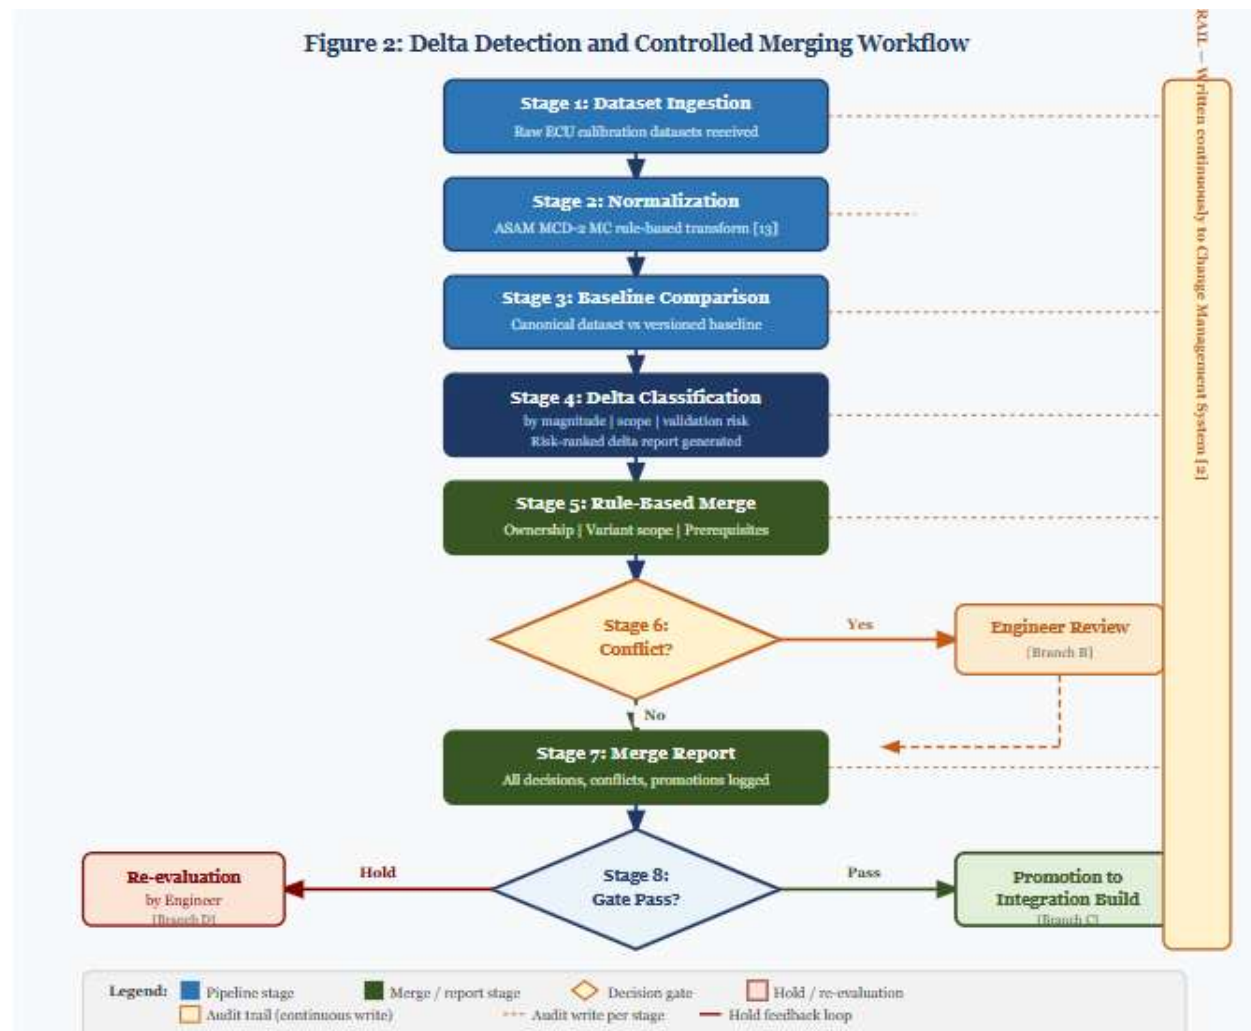 Figure 2: Delta Detection and Controlled Merging Workflow
Stage 1: Dataset Ingestion
Raw ECU calibration datasets received
Stage 2: Normalization
ASAM MCD-2 MC rule-based transform [13]
Stage 3: Baseline Comparison
Canonical dataset vs versioned baseline
Stage 4: Delta Classification
by magnitude | scope | validation risk
Risk-ranked delta report generated
Stage 5: Rule-Based Merge
Ownership | Variant scope | Prerequisites
Stage 6:
Conflict?
Yes
Engineer Review
[Branch B]
No
Stage 7: Merge Report
All decisions, conflicts, promotions logged
Stage 8:
Gate Pass?
Hold
Re-evaluation
by Engineer
[Branch D]
Pass
Promotion to
Integration Build
[Branch C]
RAIL — Written continuously to Change Management System [2]
Legend:
Pipeline stage
Merge / report stage
Decision gate
Hold / re-evaluation
Audit trail (continuous write)
Audit write per stage
Hold feedback loop